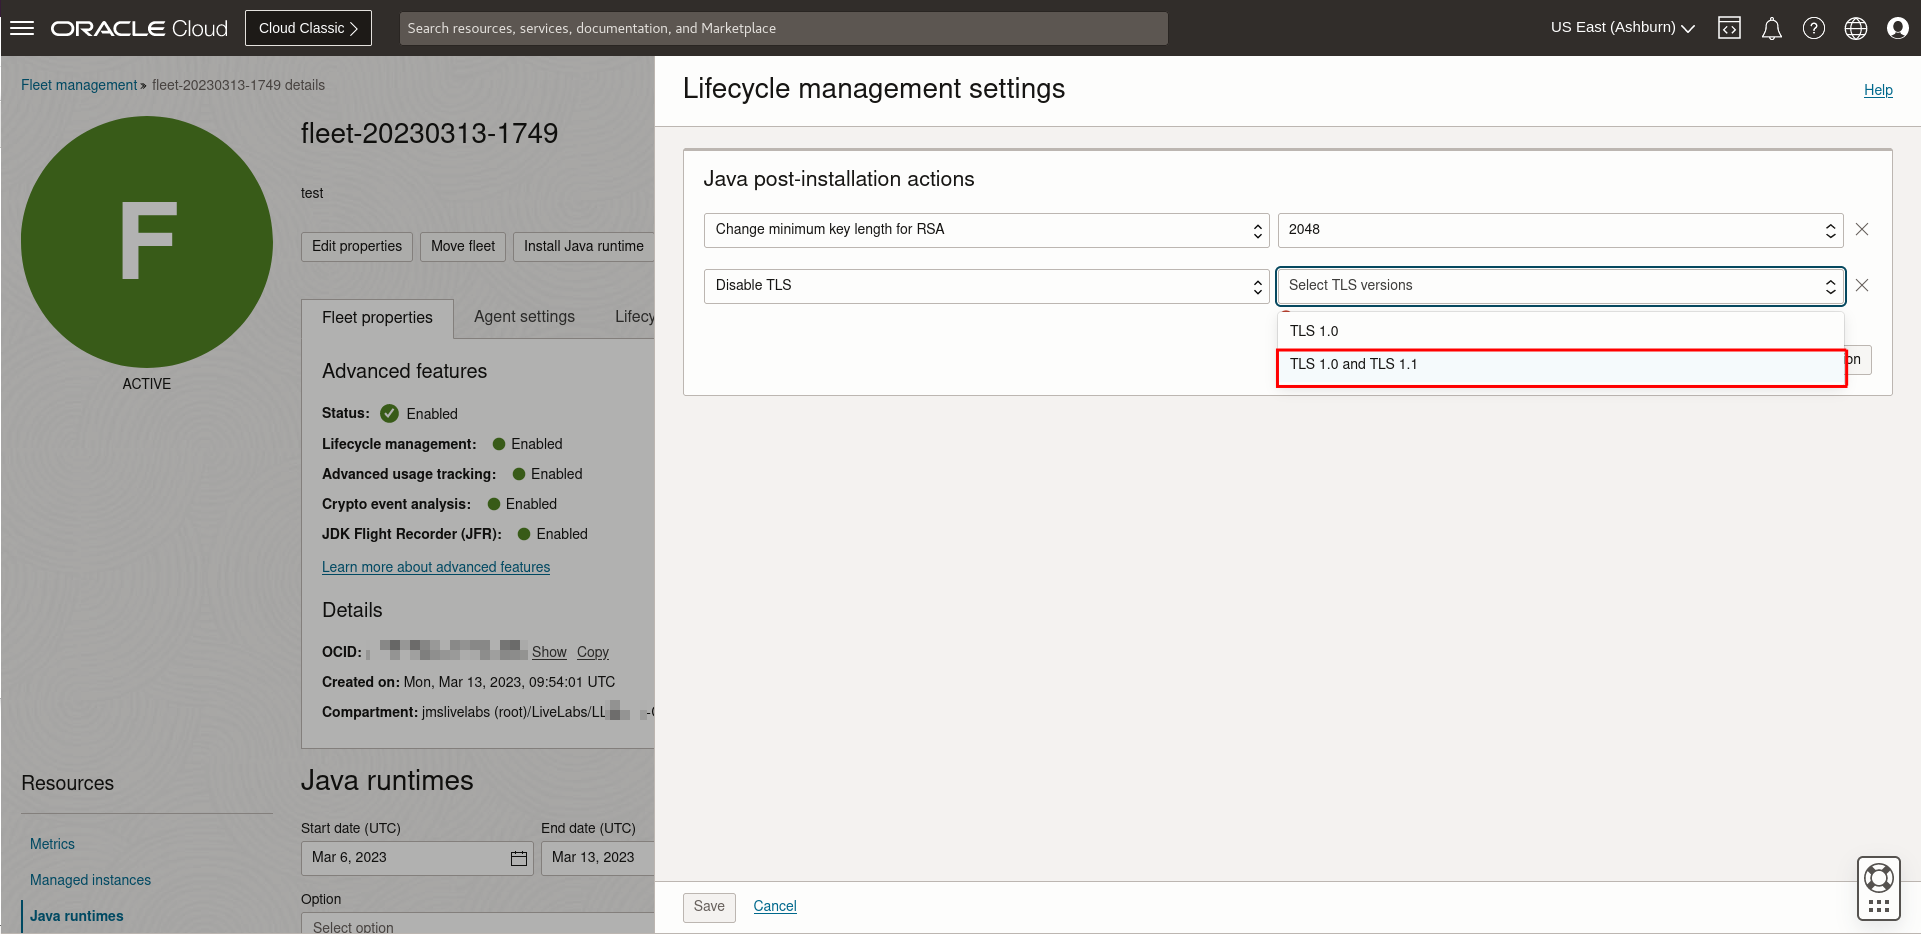 ORACLE Cloud
Cloud Classic
Search resources, services, documentation, and Marketplace
US East (Ashburn)
Fleet management » fleet-20230313-1749 details
F
ACTIVE
fleet-20230313-1749
test
Edit properties
Move fleet
Install Java runtime
Fleet properties
Agent settings
Lifecy
Advanced features
Status: Enabled
Lifecycle management: Enabled
Advanced usage tracking: Enabled
Crypto event analysis: Enabled
JDK Flight Recorder (JFR): Enabled
Learn more about advanced features
Details
OCID: Show Copy
Created on: Mon, Mar 13, 2023, 09:54:01 UTC
Compartment: jmslivelabs (root)/LiveLabs/LL
Resources
Metrics
Managed instances
Java runtimes
Java runtimes
Start date (UTC)
Mar 6, 2023
End date (UTC)
Mar 13, 2023
Option
Select option
Lifecycle management settings
Help
Java post-installation actions
Change minimum key length for RSA
2048
Disable TLS
Select TLS versions
TLS 1.0
TLS 1.0 and TLS 1.1
on
Save
Cancel